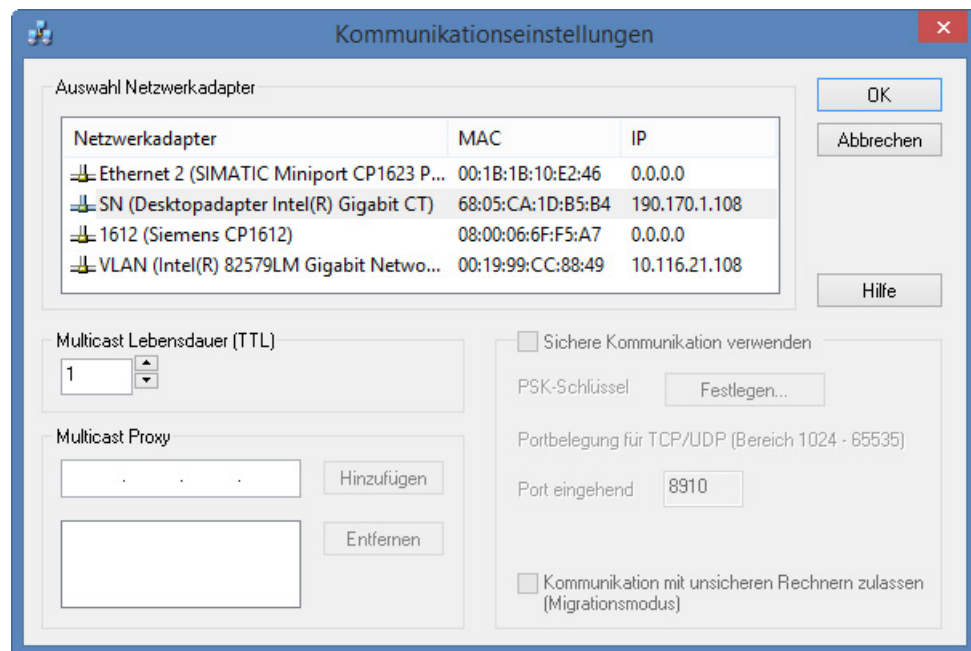 Kommunikationseinstellungen
Auswahl Netzwerkadapter
OK
Abbrechen
Netzwerkadapter MAC IP
Ethernet 2 (SIMATIC Miniport CP1623 P... 00:1B:1B:10:E2:46 0.0.0.0
SN (Desktopadapter Intel(R) Gigabit CT) 68:05:CA:1D:B5:B4 190.170.1.108
1612 (Siemens CP1612) 08:00:06:6F:F5:A7 0.0.0.0
VLAN (Intel(R) 82579LM Gigabit Netwo... 00:19:99:CC:88:49 10.116.21.108
Hilfe
Multicast Lebensdauer (TTL)
1
Multicast Proxy
. . .
Hinzufügen
Entfernen
Sichere Kommunikation verwenden
PSK-Schlüssel Festlegen...
Portbelegung für TCP/UDP (Bereich 1024 - 65535)
Port eingehend 8910
Kommunikation mit unsicheren Rechnern zulassen
(Migrationsmodus)